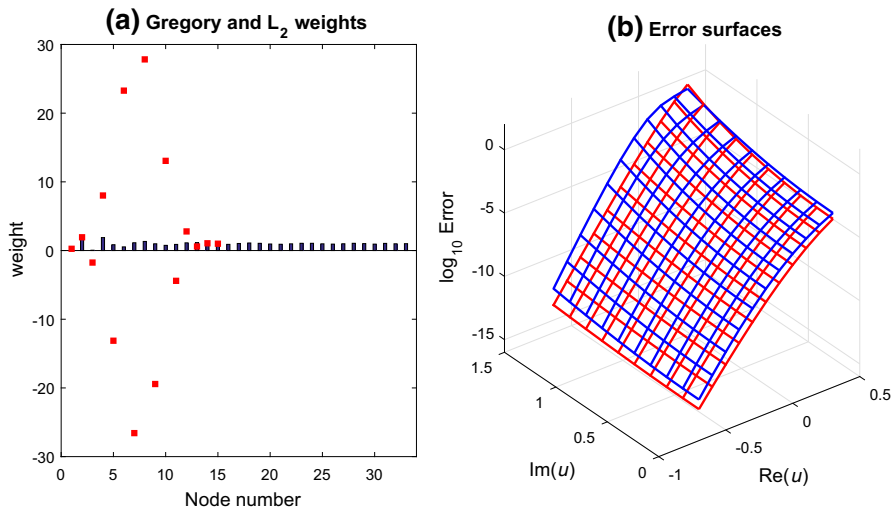 (a) Gregory and L2 weights
30
20
10
0
-10
-20
-30
weight
0 5 10 15 20 25 30
Node number
(b) Error surfaces
0
-5
-10
-15
log10 Error
1.5
1
0.5
0
Im(u)
-1
-0.5
0
0.5
Re(u)